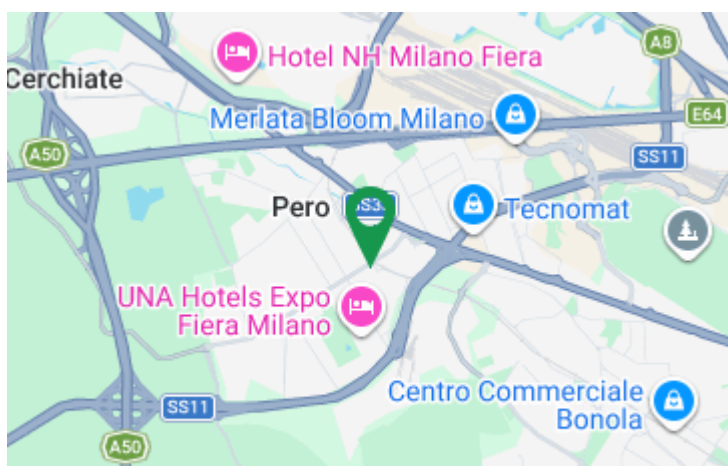 A8
Hotel NH Milano Fiera
Cerchiate
Merlata Bloom Milano
E64
A50
SS11
Pero
Tecnomat
UNA Hotels Expo
Fiera Milano
Centro Commerciale
Bonola
SS11
A50